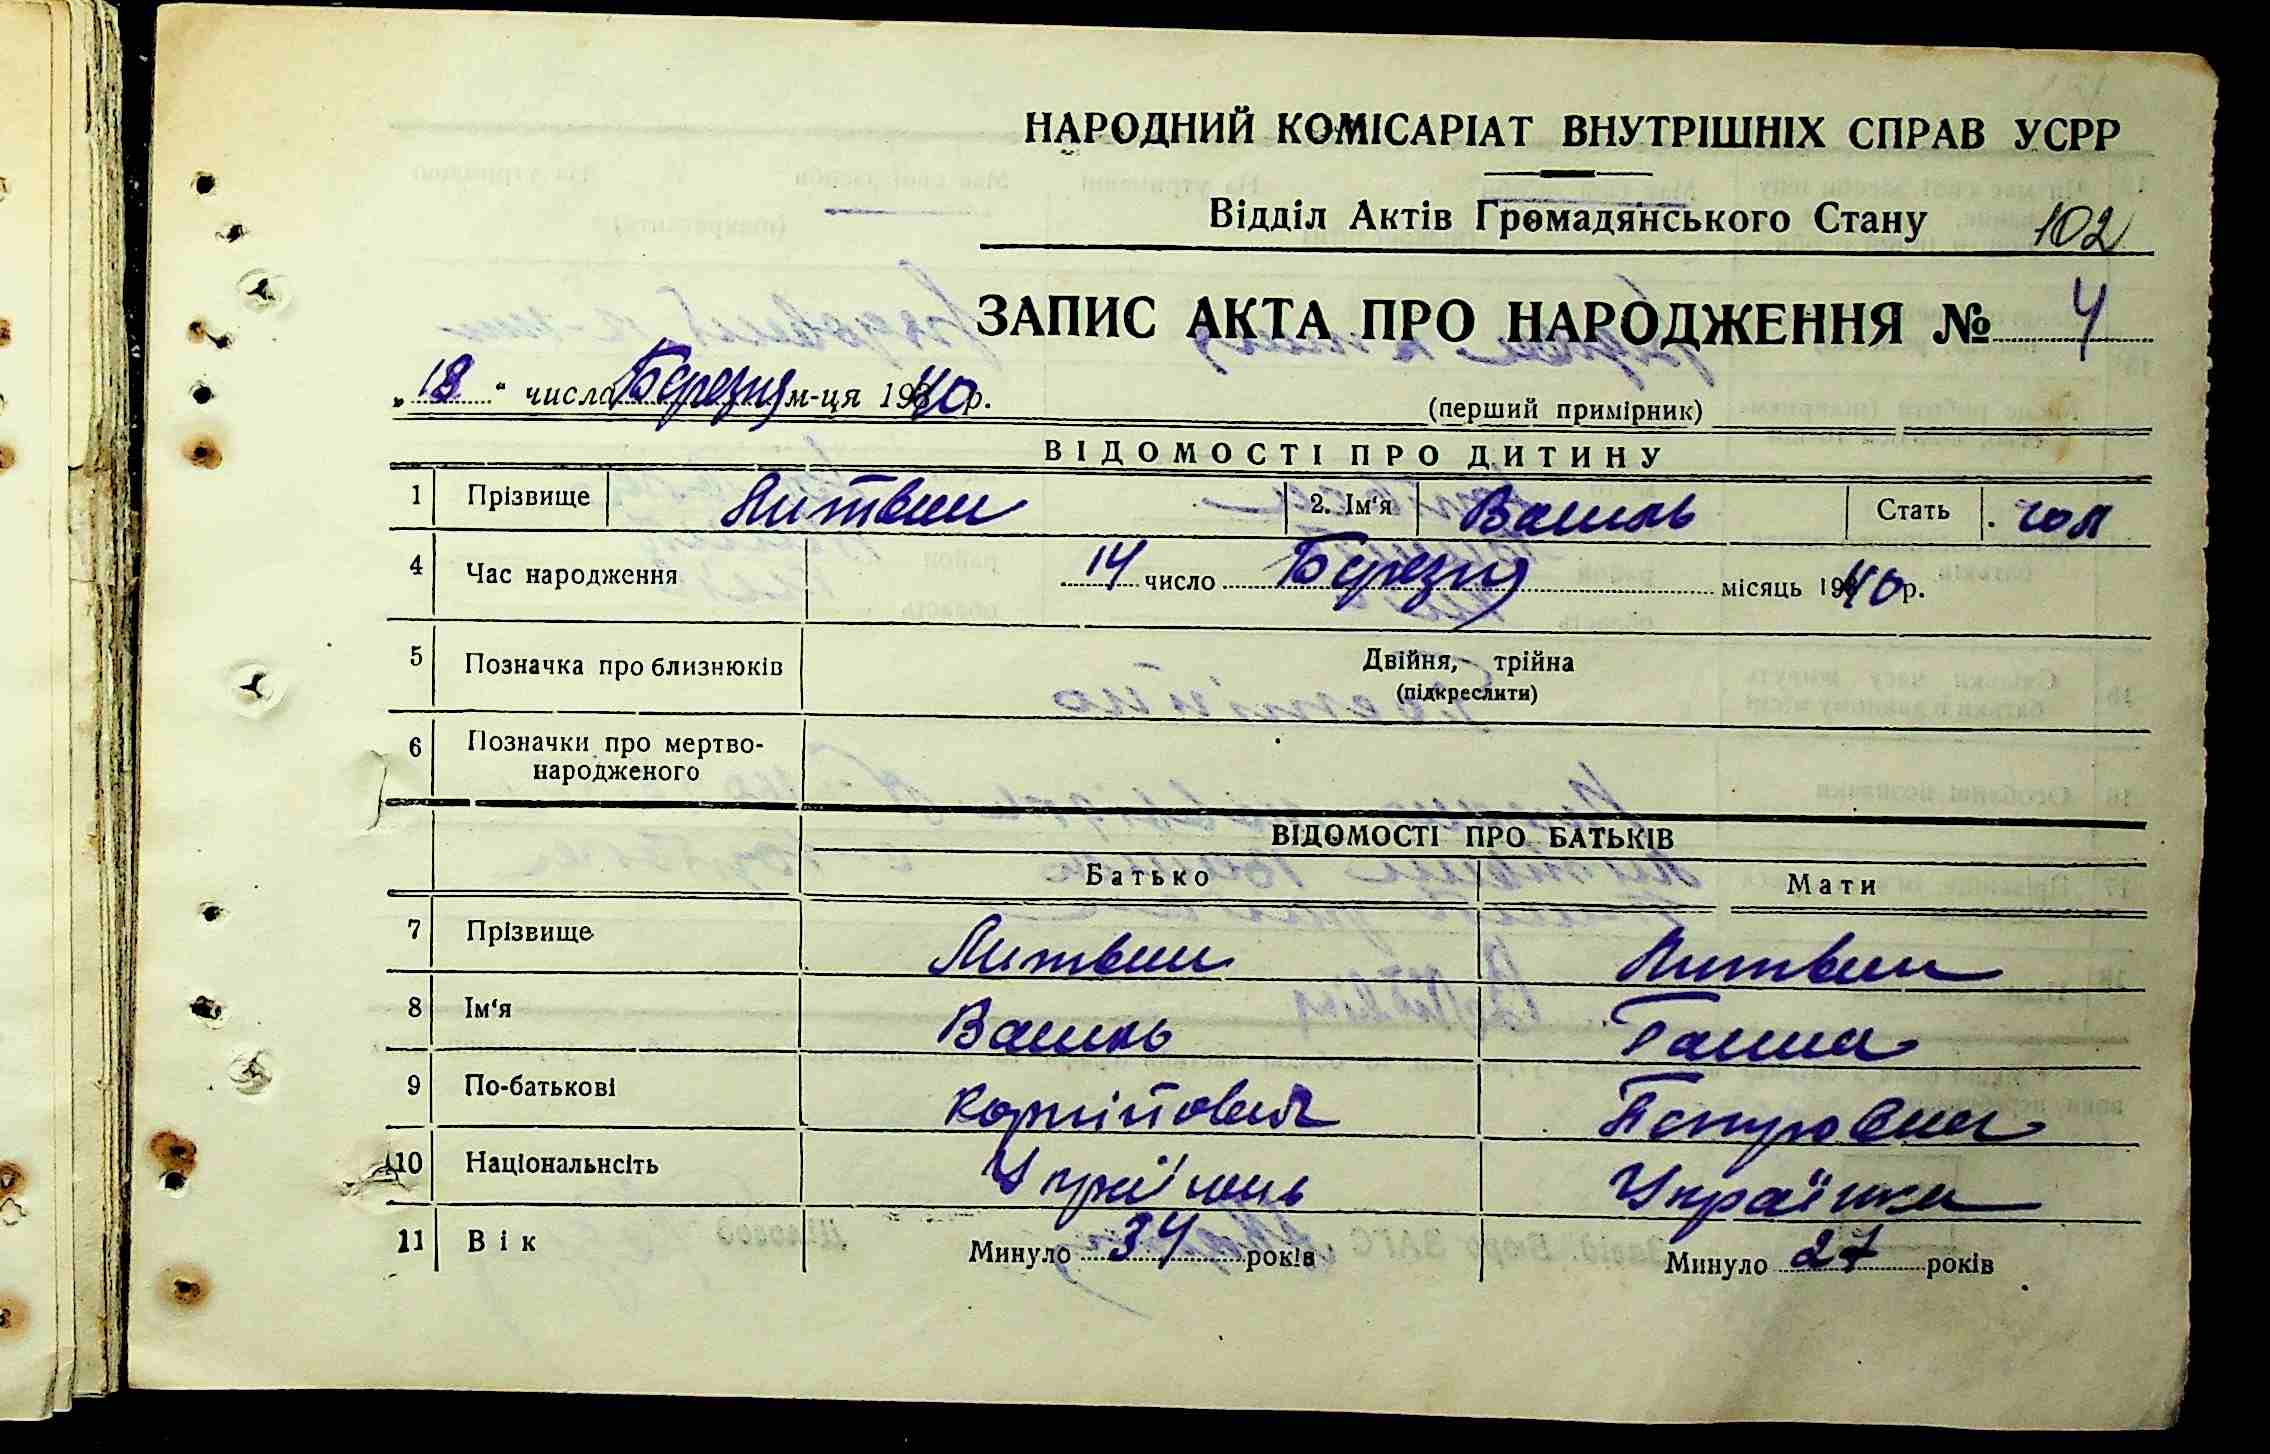 НАРОДНИЙ КОМІСАРІАТ ВНУТРІШНІХ СПРАВ УСРР
Відділ Актів Громадянського Стану 102
ЗАПИС АКТА ПРО НАРОДЖЕННЯ № 4
„18“ числа Березня м-ця 1940 р.
(перший примірник)
ВІДОМОСТІ ПРО ДИТИНУ
1 Прізвище Литвин 2. Ім‘я Василь Стать чол
4 Час народження 14 число Березня місяць 1940 р.
5 Позначка про близнюків Двійня, трійна
(підкреслити)
6 Позначки про мертво-
народженого
ВІДОМОСТІ ПРО БАТЬКІВ
Батько Мати
7 Прізвище Литвин Литвин
8 Ім‘я Василь Ганна
9 По-батькові Корнійович Петровна
10 Національнсіть Українець Українка
11 Вік Минуло 34 років Минуло 27 років